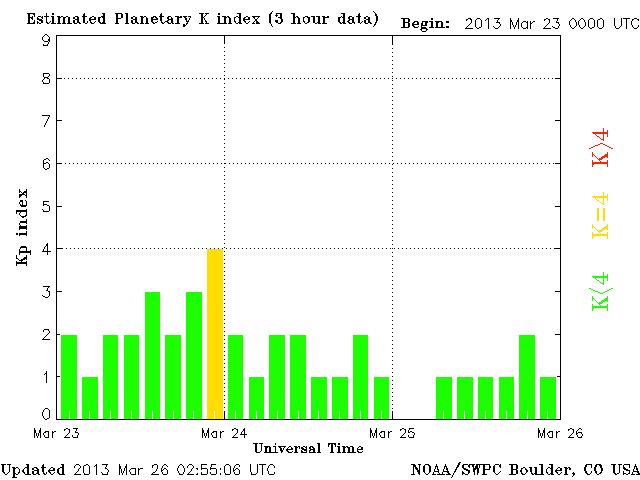 Estimated Planetary K index (3 hour data) Begin: 2013 Mar 23 0000 UTC
9
8
7
6
5
4
3
2
1
0
Kp index
K>4
K=4
K<4
Mar 23 Mar 24 Mar 25 Mar 26
Universal Time
Updated 2013 Mar 26 02:55:06 UTC NOAA/SWPC Boulder, CO USA